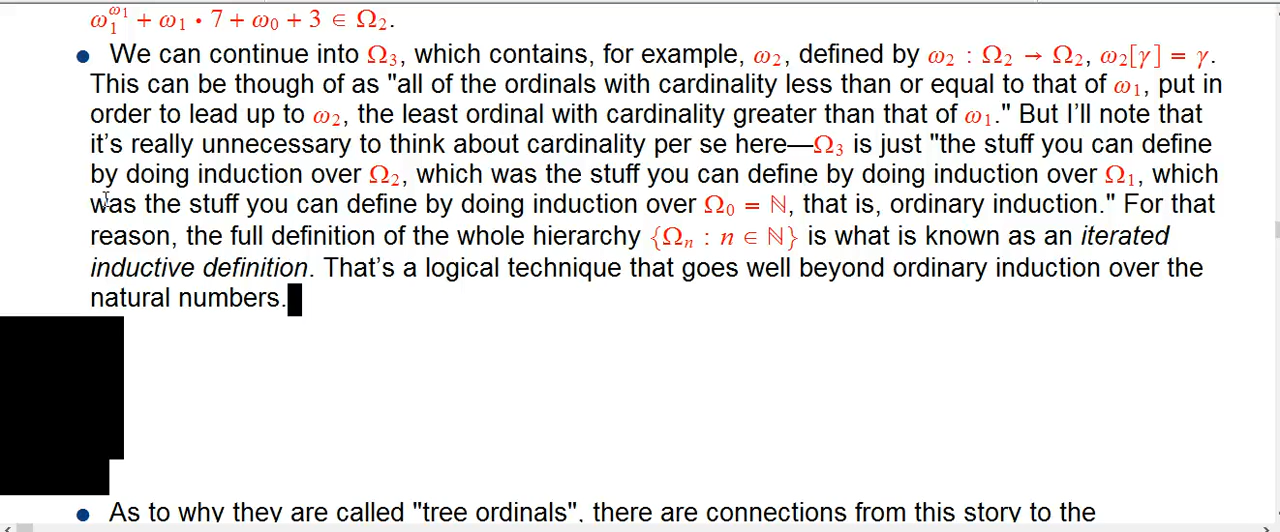 ω₁^ω₁ + ω₁ • 7 + ω₀ + 3 ∈ Ω₂.
• We can continue into Ω₃, which contains, for example, ω₂, defined by ω₂ : Ω₂ → Ω₂, ω₂[γ] = γ.
This can be though of as "all of the ordinals with cardinality less than or equal to that of ω₁, put in
order to lead up to ω₂, the least ordinal with cardinality greater than that of ω₁." But I'll note that
it's really unnecessary to think about cardinality per se here—Ω₃ is just "the stuff you can define
by doing induction over Ω₂, which was the stuff you can define by doing induction over Ω₁, which
was the stuff you can define by doing induction over Ω₀ = ℕ, that is, ordinary induction." For that
reason, the full definition of the whole hierarchy {Ωₙ : n ∈ ℕ} is what is known as an iterated
inductive definition. That's a logical technique that goes well beyond ordinary induction over the
natural numbers.
• As to why they are called "tree ordinals", there are connections from this story to the